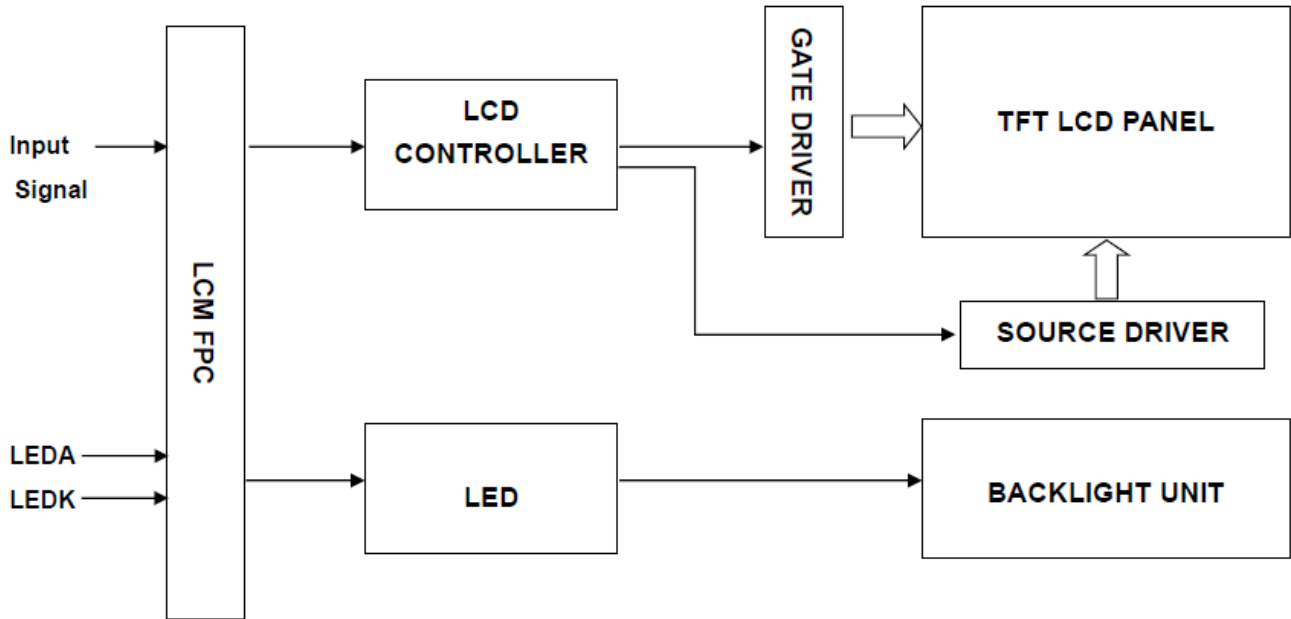 Input
Signal
LEDA
LEDK
LCM FPC
LCD
CONTROLLER
LED
GATE DRIVER
TFT LCD PANEL
SOURCE DRIVER
BACKLIGHT UNIT